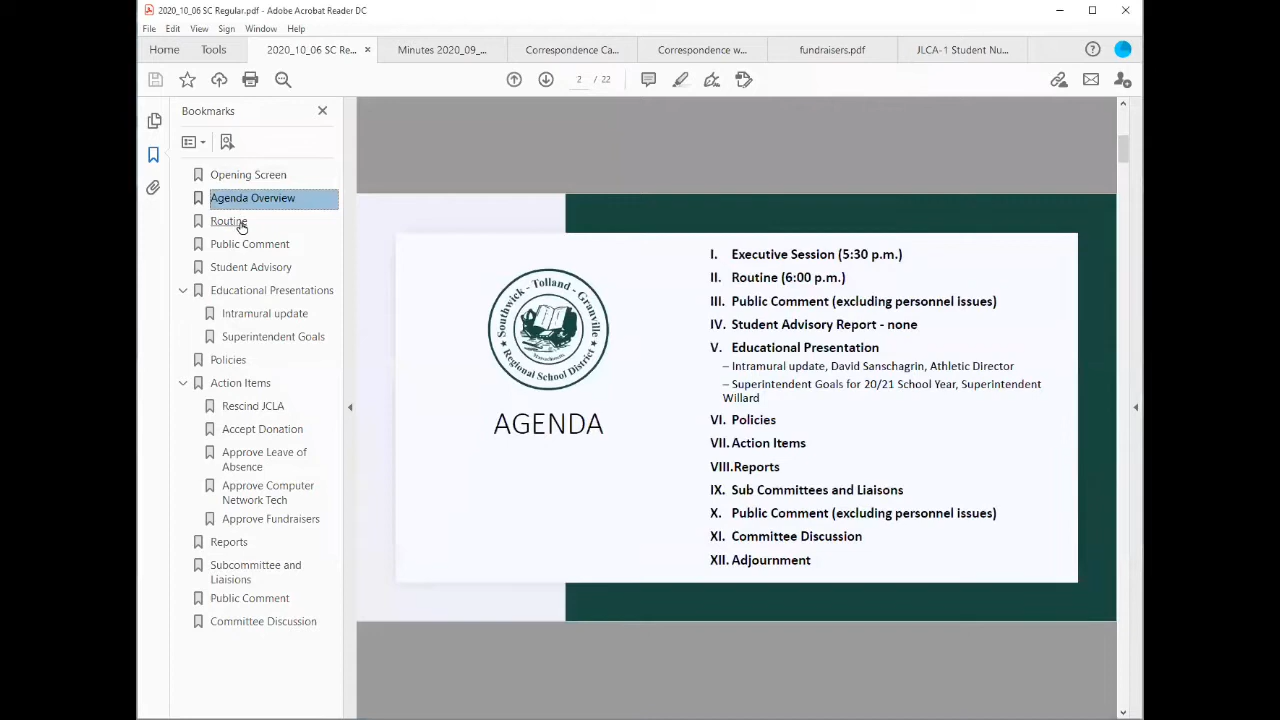 2020_10_06 SC Regular.pdf - Adobe Acrobat Reader DC
File Edit View Sign Window Help
Home Tools 2020_10_06 SC Re... Minutes 2020_09_... Correspondence Ca... Correspondence w... fundraisers.pdf JLCA-1 Student Nu...
2 / 22
Bookmarks
Opening Screen
Agenda Overview
Routine
Public Comment
Student Advisory
Educational Presentations
Intramural update
Superintendent Goals
Policies
Action Items
Rescind JCLA
Accept Donation
Approve Leave of
Absence
Approve Computer
Network Tech
Approve Fundraisers
Reports
Subcommittee and
Liaisions
Public Comment
Committee Discussion
Southwick - Tolland - Granville
Massachusetts
Regional School District
AGENDA
I. Executive Session (5:30 p.m.)
II. Routine (6:00 p.m.)
III. Public Comment (excluding personnel issues)
IV. Student Advisory Report - none
V. Educational Presentation
– Intramural update, David Sanschagrin, Athletic Director
– Superintendent Goals for 20/21 School Year, Superintendent
Willard
VI. Policies
VII. Action Items
VIII.Reports
IX. Sub Committees and Liaisons
X. Public Comment (excluding personnel issues)
XI. Committee Discussion
XII. Adjournment